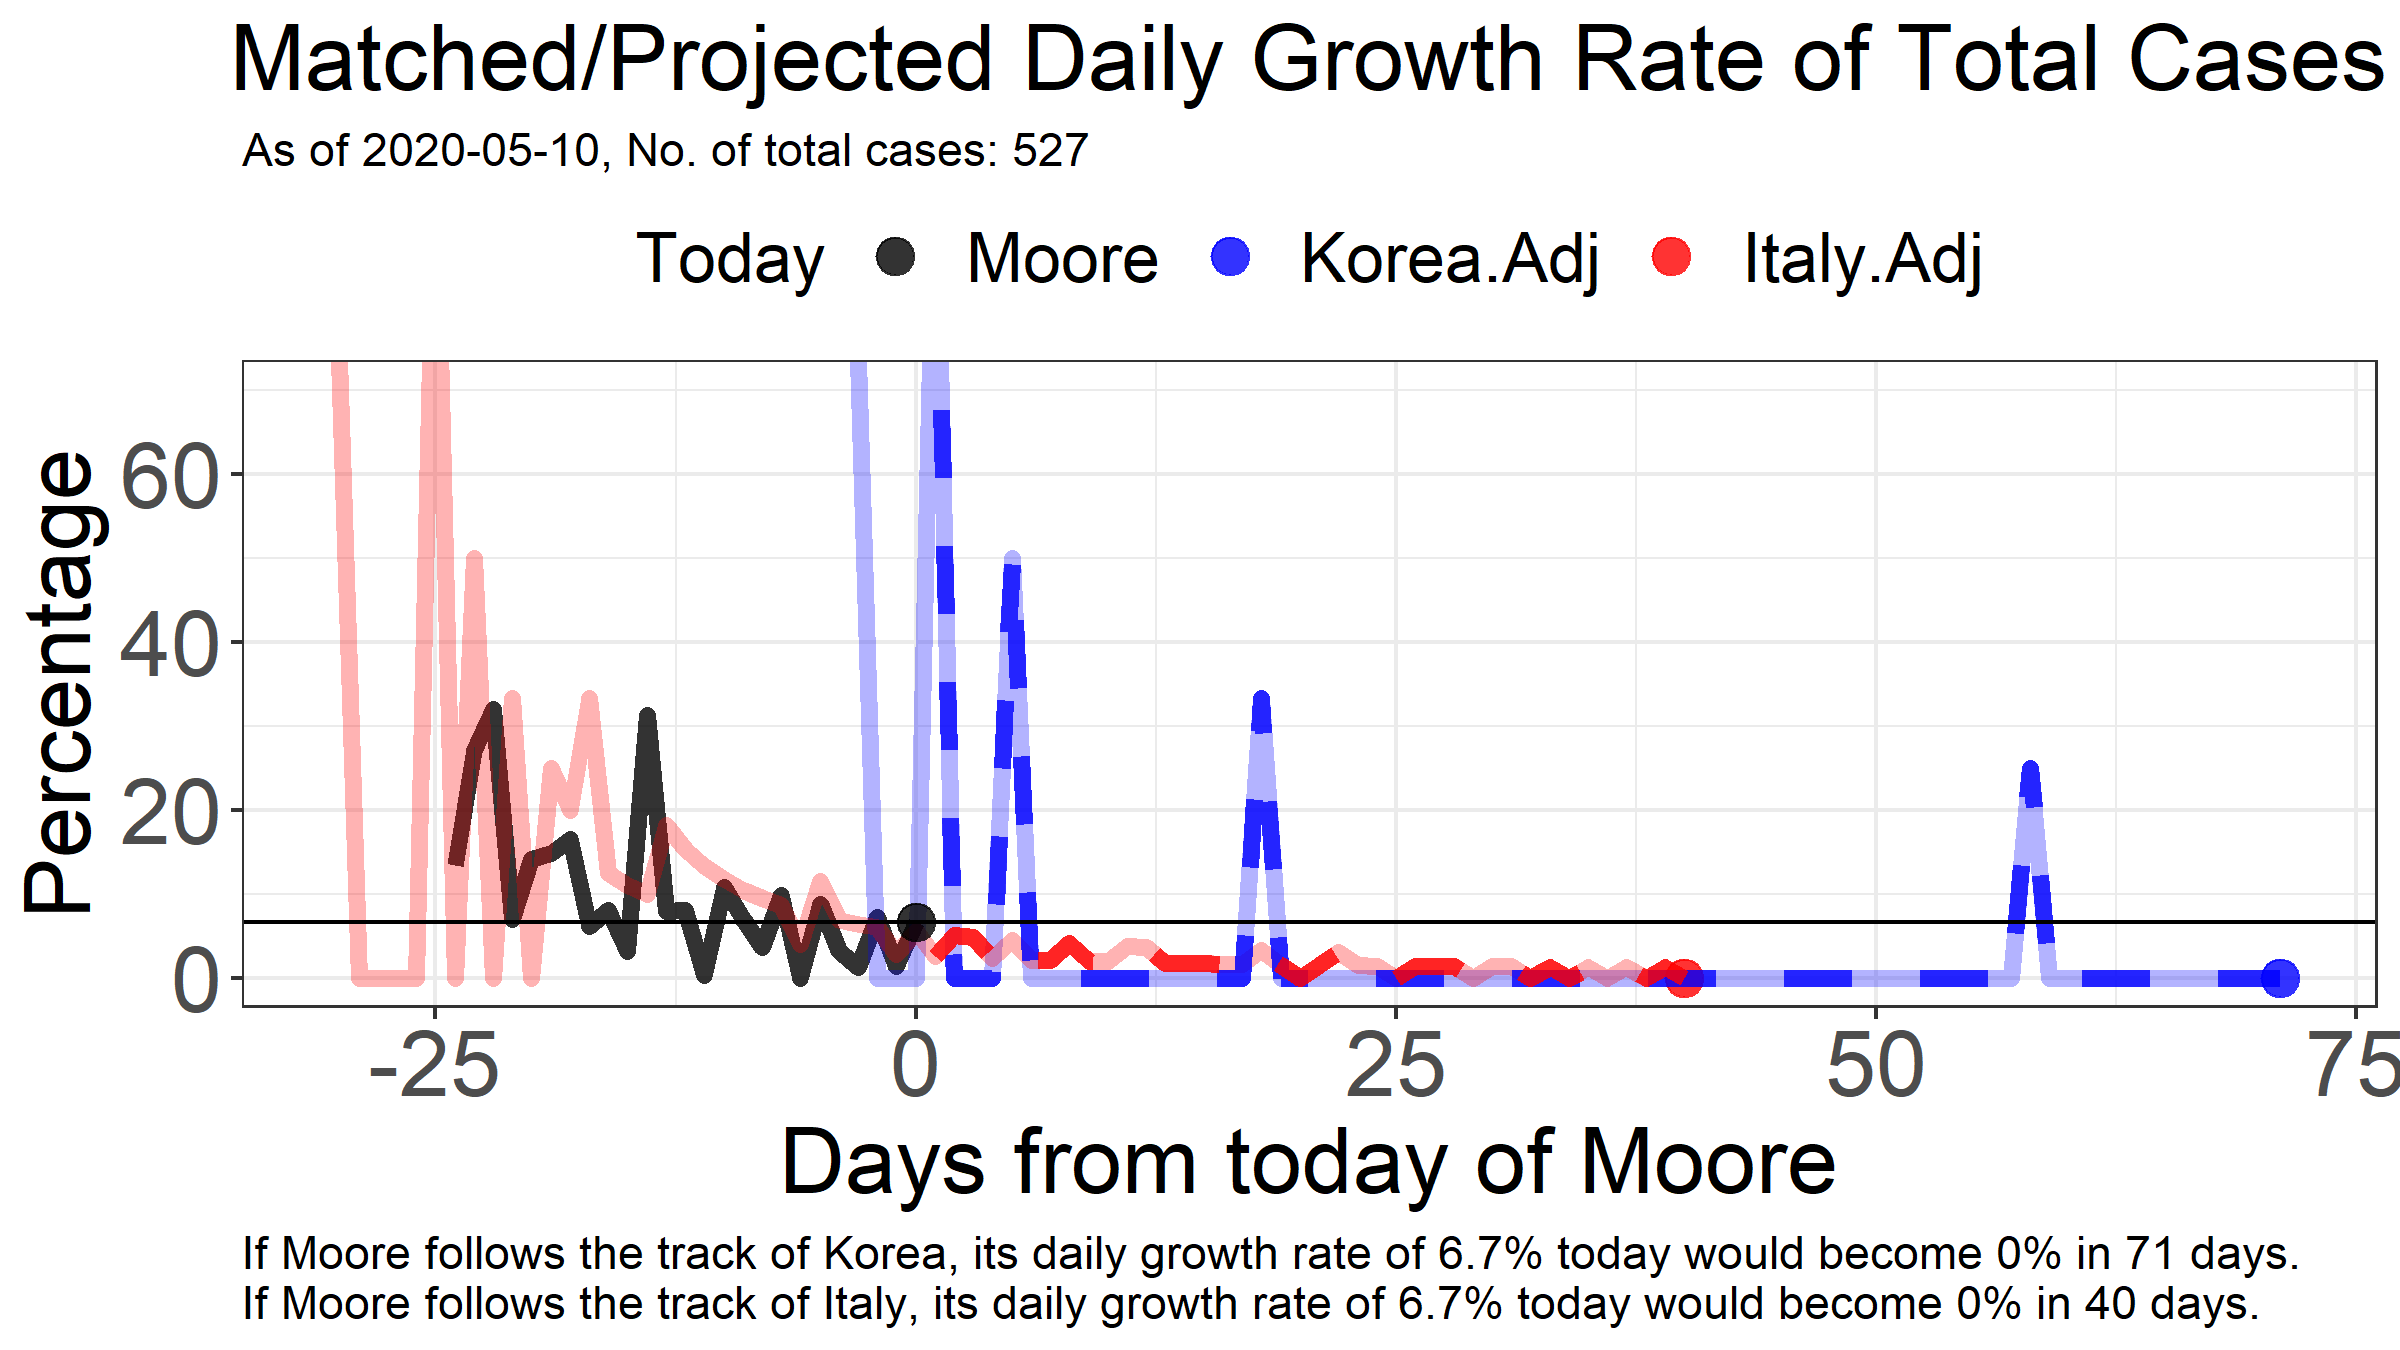 Matched/Projected Daily Growth Rate of Total Cases
As of 2020-05-10, No. of total cases: 527
Today Moore Korea.Adj Italy.Adj
Percentage
60
40
20
0
-25 0 25 50 75
Days from today of Moore
If Moore follows the track of Korea, its daily growth rate of 6.7% today would become 0% in 71 days.
If Moore follows the track of Italy, its daily growth rate of 6.7% today would become 0% in 40 days.